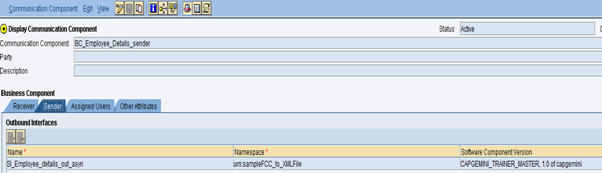 Communication Component Edit View
Display Communication Component Status Active
Communication Component BC_Employee_Details_sender
Party
Description
Business Component
Receiver Sender Assigned Users Other Attributes
Outbound Interfaces
Name * Namespace * Software Component Version
SI_Employee_details_out_asyn urn:sampleFCC_to_XMLFile CAPGEMINI_TRAINER_MASTER, 1.0 of capgemini